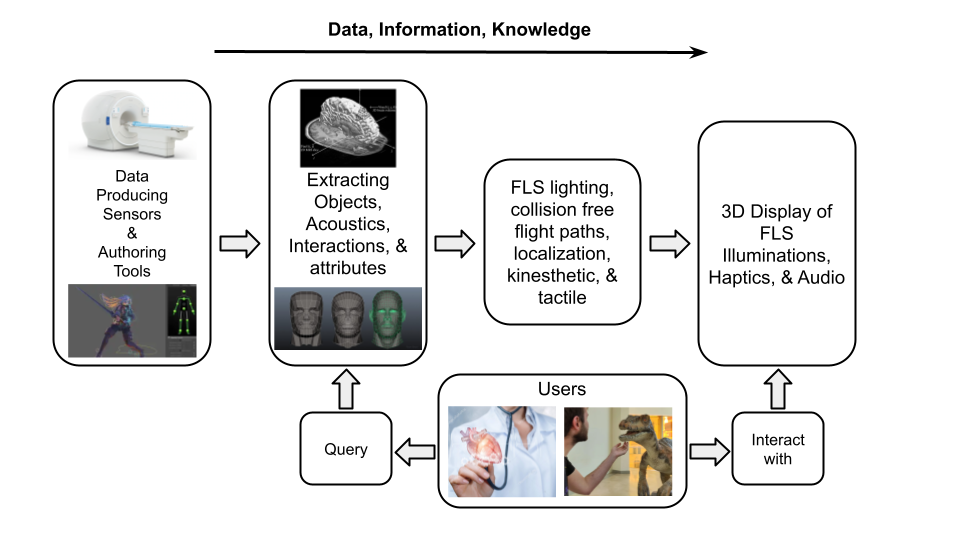 Data, Information, Knowledge
Data
Producing
Sensors
&
Authoring
Tools
Extracting
Objects,
Acoustics,
Interactions, &
attributes
FLS lighting,
collision free
flight paths,
localization,
kinesthetic, &
tactile
3D Display of
FLS
Illuminations,
Haptics, & Audio
Users
Query
Interact
with